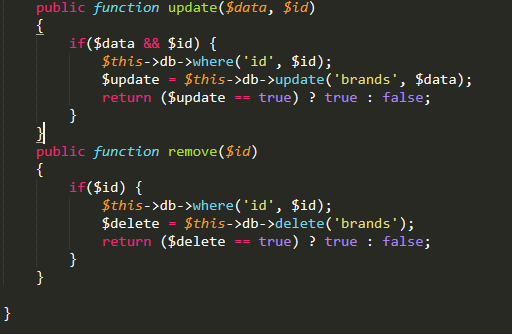 public function update($data, $id)
{
if($data && $id) {
$this->db->where('id', $id);
$update = $this->db->update('brands', $data);
return ($update == true) ? true : false;
}
}
public function remove($id)
{
if($id) {
$this->db->where('id', $id);
$delete = $this->db->delete('brands');
return ($delete == true) ? true : false;
}
}
}